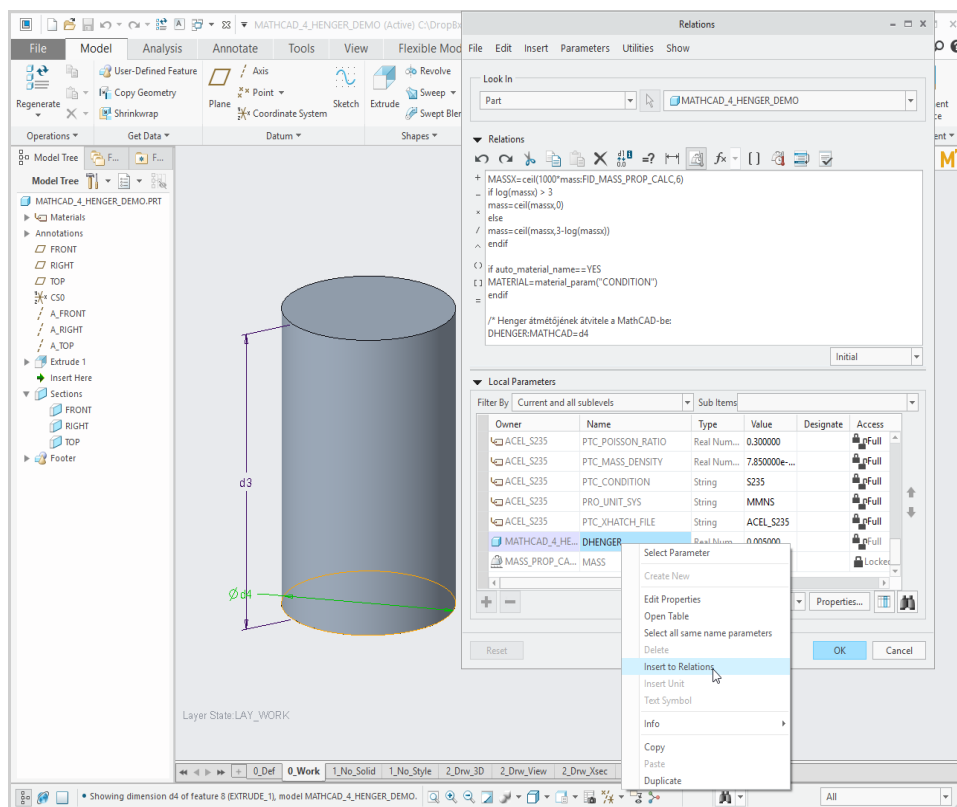 MATHCAD_4_HENGER_DEMO (Active) C:\DropBx
File Model Analysis Annotate Tools View Flexible Mod
Regenerate
User-Defined Feature
Copy Geometry
Shrinkwrap
Plane
Axis
Point
Coordinate System
Sketch
Extrude
Revolve
Sweep
Swept Blen
Operations Get Data Datum Shapes
Model Tree F... F...
Model Tree
MATHCAD_4_HENGER_DEMO.PRT
Materials
Annotations
FRONT
RIGHT
TOP
CS0
A_FRONT
A_RIGHT
A_TOP
Extrude 1
Insert Here
Sections
FRONT
RIGHT
TOP
Footer
d3
Ød4
Layer State:LAY_WORK
0_Def 0_Work 1_No_Solid 1_No_Style 2_Drw_3D 2_Drw_View 2_Drw_Xsec
• Showing dimension d4 of feature 8 (EXTRUDE_1), model MATHCAD_4_HENGER_DEMO.
All
Relations
File Edit Insert Parameters Utilities Show
Look In
Part
MATHCAD_4_HENGER_DEMO
Relations
MASSX=ceil(1000*mass:FID_MASS_PROP_CALC,6)
if log(massx) > 3
mass=ceil(massx,0)
else
mass=ceil(massx,3-log(massx))
endif
if auto_material_name==YES
MATERIAL=material_param("CONDITION")
endif
/* Henger átmétőjének átvitele a MathCAD-be:
DHENGER:MATHCAD=d4
Initial
Local Parameters
Filter By Current and all sublevels Sub Items
Owner Name Type Value Designate Access
ACEL_S235 PTC_POISSON_RATIO Real Num... 0.300000 Full
ACEL_S235 PTC_MASS_DENSITY Real Num... 7.850000e-... Full
ACEL_S235 PTC_CONDITION String S235 Full
ACEL_S235 PRO_UNIT_SYS String MMNS Full
ACEL_S235 PTC_XHATCH_FILE String ACEL_S235 Full
MATHCAD_4_HE... DHENGER Real Num... 0.005000 Full
MASS_PROP_CA... MASS Locked
Properties...
Reset OK Cancel
Select Parameter
Create New
Edit Properties
Open Table
Select all same name parameters
Delete
Insert to Relations
Insert Unit
Text Symbol
Info
Copy
Paste
Duplicate